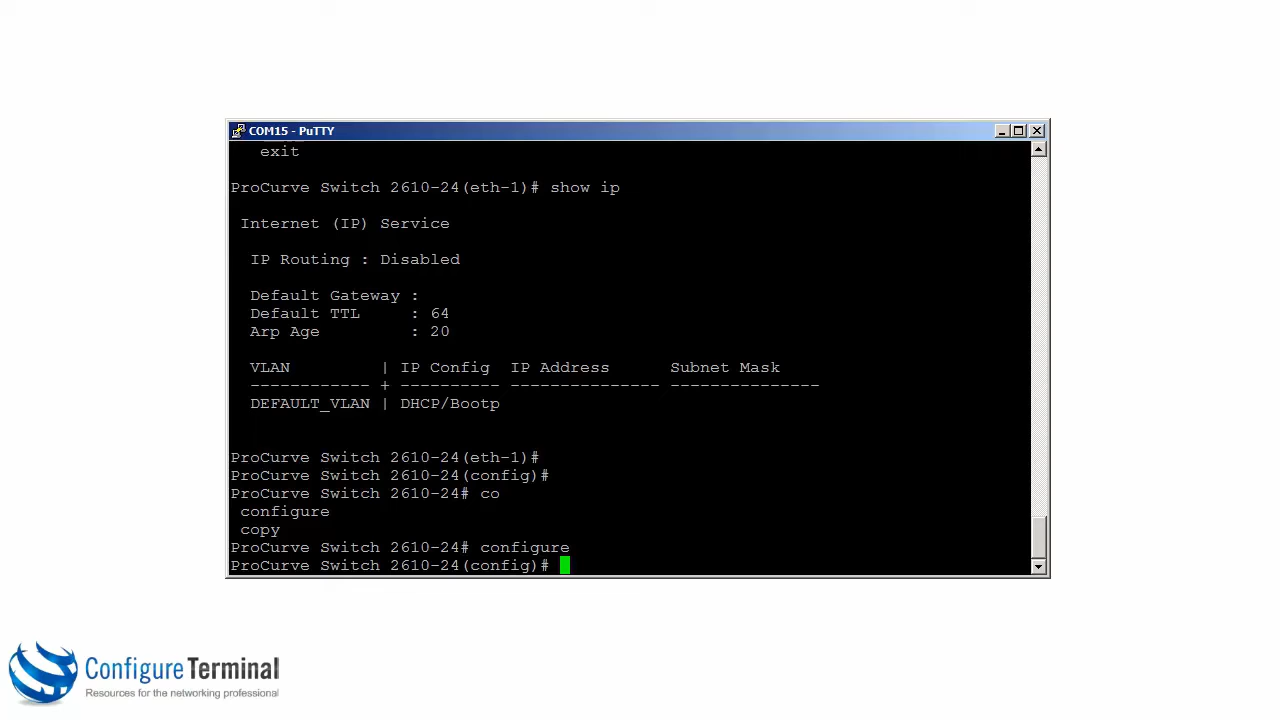 COM15 - PuTTY
exit
ProCurve Switch 2610-24(eth-1)# show ip
Internet (IP) Service
IP Routing : Disabled
Default Gateway :
Default TTL     : 64
Arp Age         : 20
VLAN         | IP Config  IP Address      Subnet Mask
------------ + ---------- --------------- ---------------
DEFAULT_VLAN | DHCP/Bootp
ProCurve Switch 2610-24(eth-1)#
ProCurve Switch 2610-24(config)#
ProCurve Switch 2610-24# co
configure
copy
ProCurve Switch 2610-24# configure
ProCurve Switch 2610-24(config)#
Configure Terminal
Resources for the networking professional